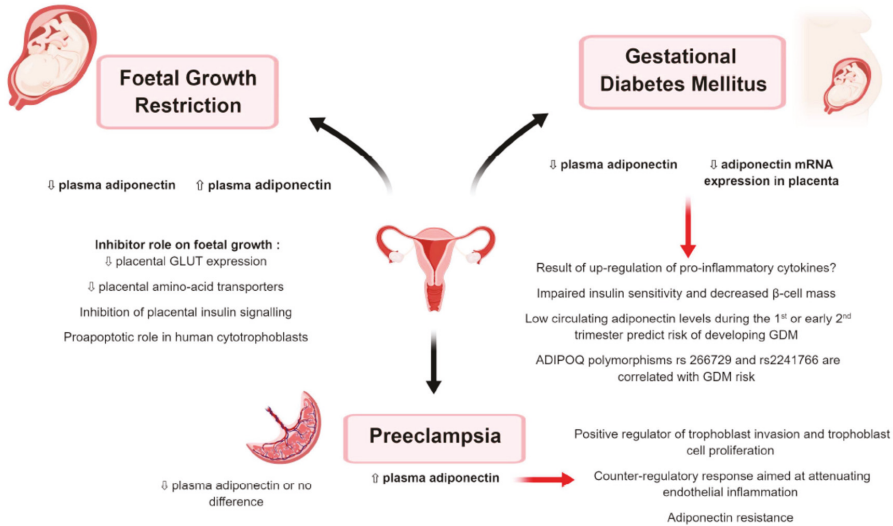 Foetal Growth
Restriction
⇩ plasma adiponectin ⇧ plasma adiponectin
Inhibitor role on foetal growth :
⇩ placental GLUT expression
⇩ placental amino-acid transporters
Inhibition of placental insulin signalling
Proapoptotic role in human cytotrophoblasts
Gestational
Diabetes Mellitus
⇩ plasma adiponectin
⇩ adiponectin mRNA
expression in placenta
Result of up-regulation of pro-inflammatory cytokines?
Impaired insulin sensitivity and decreased β-cell mass
Low circulating adiponectin levels during the 1st or early 2nd
trimester predict risk of developing GDM
ADIPOQ polymorphisms rs 266729 and rs2241766 are
correlated with GDM risk
Preeclampsia
⇩ plasma adiponectin or no
difference
⇧ plasma adiponectin
Positive regulator of trophoblast invasion and trophoblast
cell proliferation
Counter-regulatory response aimed at attenuating
endothelial inflammation
Adiponectin resistance